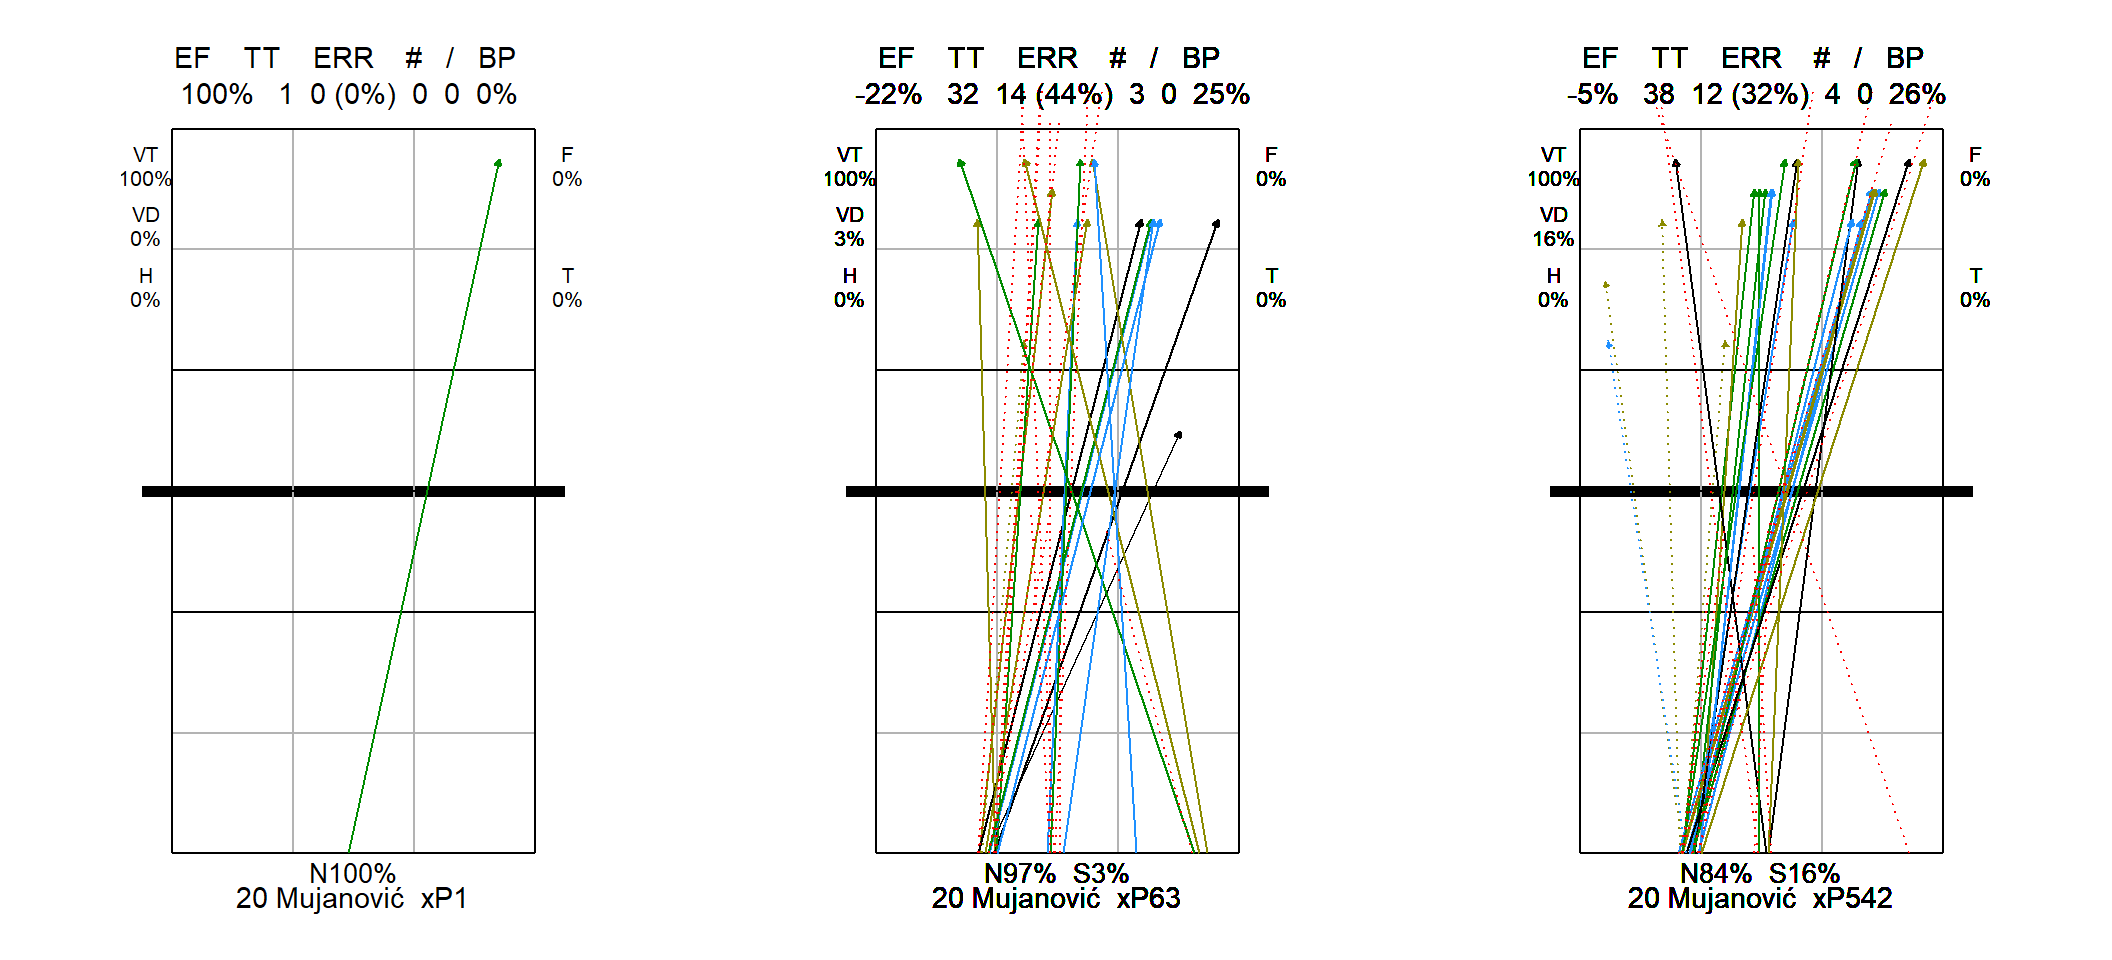 EF TT ERR # / BP
100% 1 0 (0%) 0 0 0%
VT
100%
VD
0%
H
0%
F
0%
T
0%
N100%
20 Mujanović xP1
EF TT ERR # / BP
-22% 32 14 (44%) 3 0 25%
VT
100%
VD
3%
H
0%
F
0%
T
0%
N97% S3%
20 Mujanović xP63
EF TT ERR # / BP
-5% 38 12 (32%) 4 0 26%
VT
100%
VD
16%
H
0%
F
0%
T
0%
N84% S16%
20 Mujanović xP542